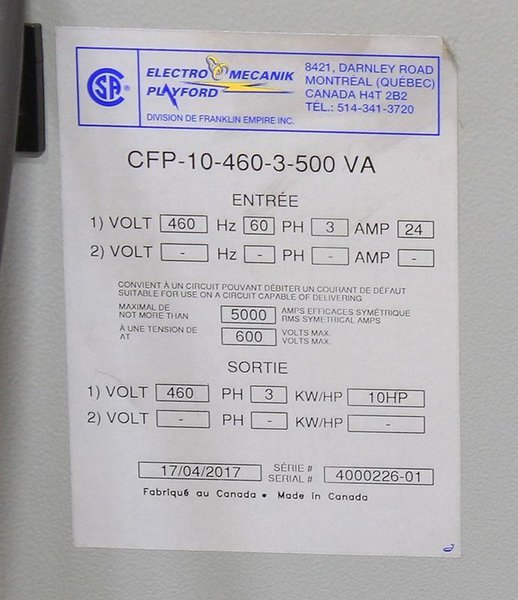 CSA ®
ELECTRO MECANIK
PLAYFORD
DIVISION DE FRANKLIN EMPIRE INC.
8421, DARNLEY ROAD
MONTRÉAL (QUÉBEC)
CANADA H4T 2B2
TÉL.: 514-341-3720
CFP-10-460-3-500 VA
ENTRÉE
1) VOLT 460 Hz 60 PH 3 AMP 24
2) VOLT - Hz - PH - AMP -
CONVIENT À UN CIRCUIT POUVANT DÉBITER UN COURANT DE DÉFAUT
SUITABLE FOR USE ON A CIRCUIT CAPABLE OF DELIVERING
MAXIMAL DE
NOT MORE THAN
5000
AMPS EFFICACES SYMÉTRIQUE
RMS SYMETRICAL AMPS
À UNE TENSION DE
AT
600
VOLTS MAX.
VOLTS MAX.
SORTIE
1) VOLT 460 PH 3 KW/HP 10HP
2) VOLT - PH - KW/HP -
17/04/2017
SÉRIE #
SERIAL #
4000226-01
Fabriqué au Canada • Made in Canada